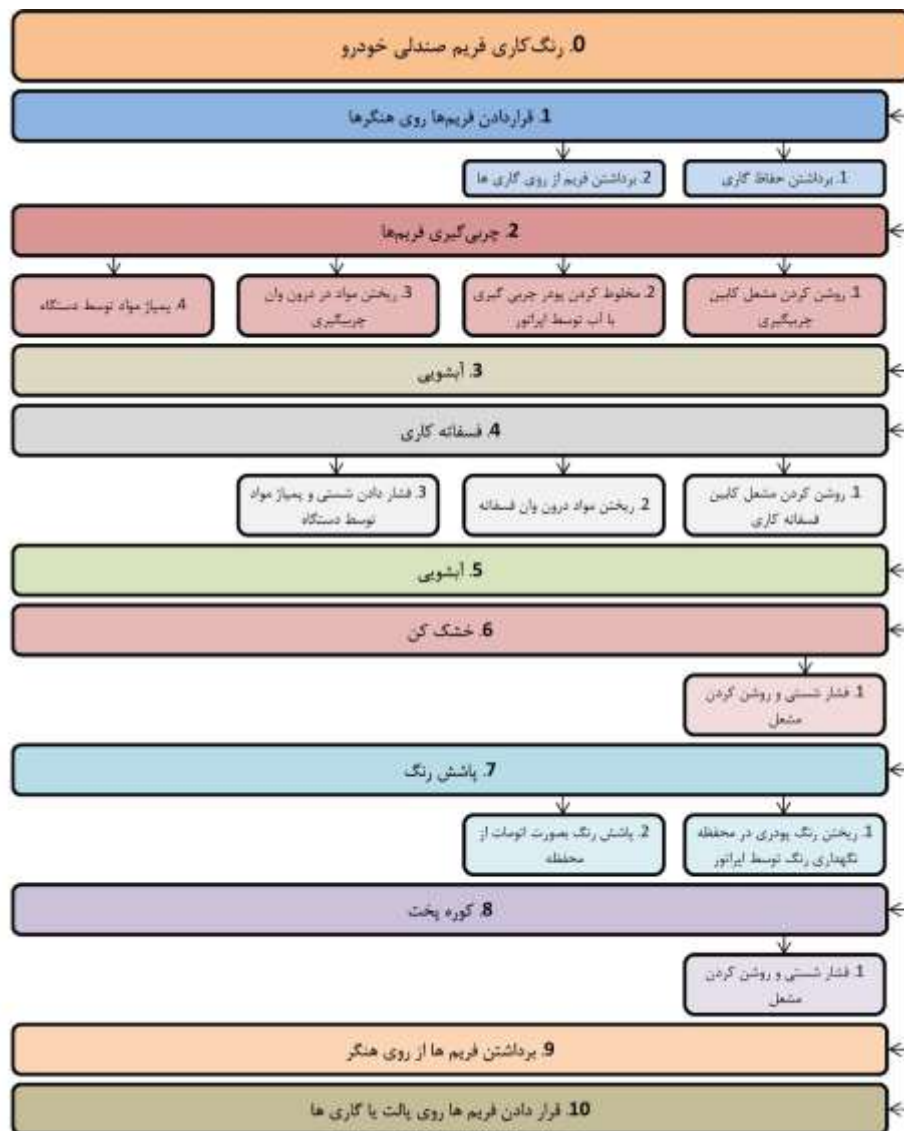 0. رنگ‌کاری فریم صندلی خودرو
1. قراردادن فریم‌ها روی هنگرها
1. برداشتن حفاظ گاری
2. برداشتن فریم از روی گاری ها
2. چربی‌گیری فریم‌ها
1. روشن کردن مشعل کابین
چربیگیری
2. مخلوط کردن پودر چربی گیری
با آب توسط اپراتور
3. ریختن مواد در درون وان
چربیگیری
4. پمپاژ مواد توسط دستگاه
3. آبشویی
4. فسفاته کاری
1. روشن کردن مشعل کابین
فسفاته کاری
2. ریختن مواد درون وان فسفاته
3. فشار دادن شستی و پمپاژ مواد
توسط دستگاه
5. آبشویی
6. خشک کن
1. فشار شستی و روشن کردن
مشعل
7. پاشش رنگ
1. ریختن رنگ پودری در محفظه
نگهداری رنگ توسط اپراتور
2. پاشش رنگ بصورت اتومات از
محفظه
8. کوره پخت
1. فشار شستی و روشن کردن
مشعل
9. برداشتن فریم ها از روی هنگر
10. قرار دادن فریم ها روی پالت یا گاری ها